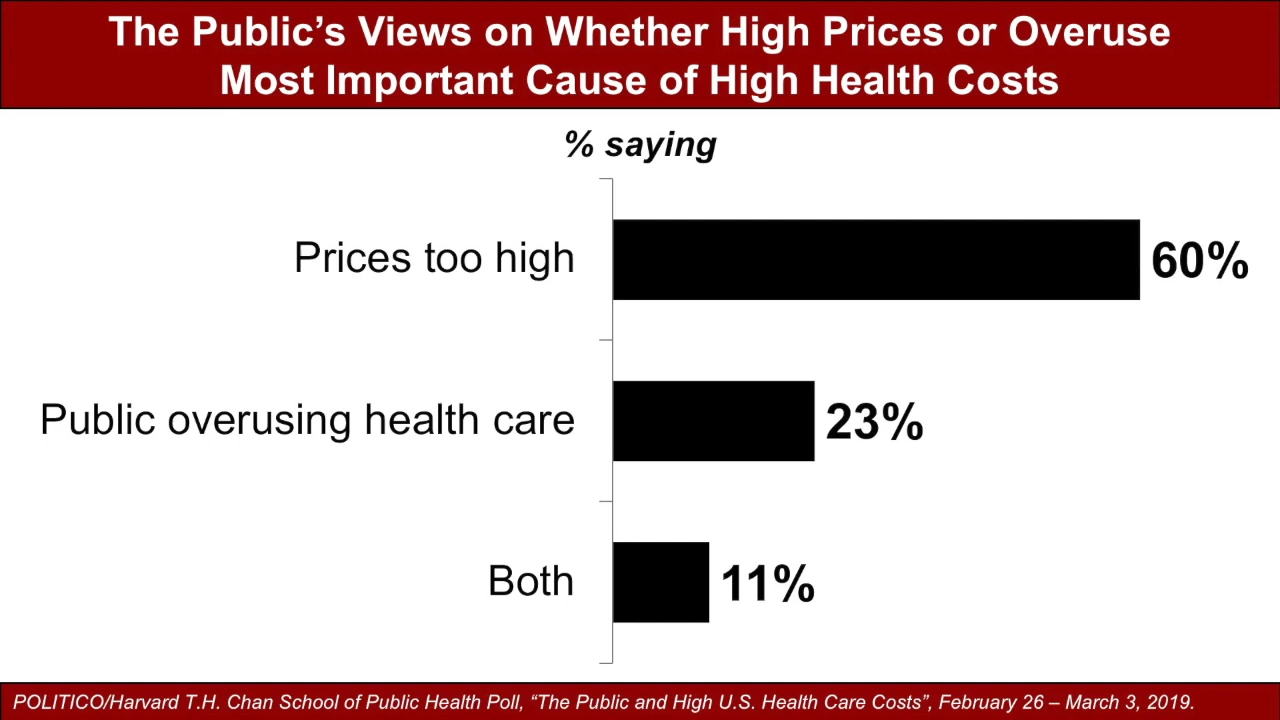 The Public’s Views on Whether High Prices or Overuse
Most Important Cause of High Health Costs
% saying
Prices too high
60%
Public overusing health care
23%
Both
11%
POLITICO/Harvard T.H. Chan School of Public Health Poll, “The Public and High U.S. Health Care Costs”, February 26 – March 3, 2019.